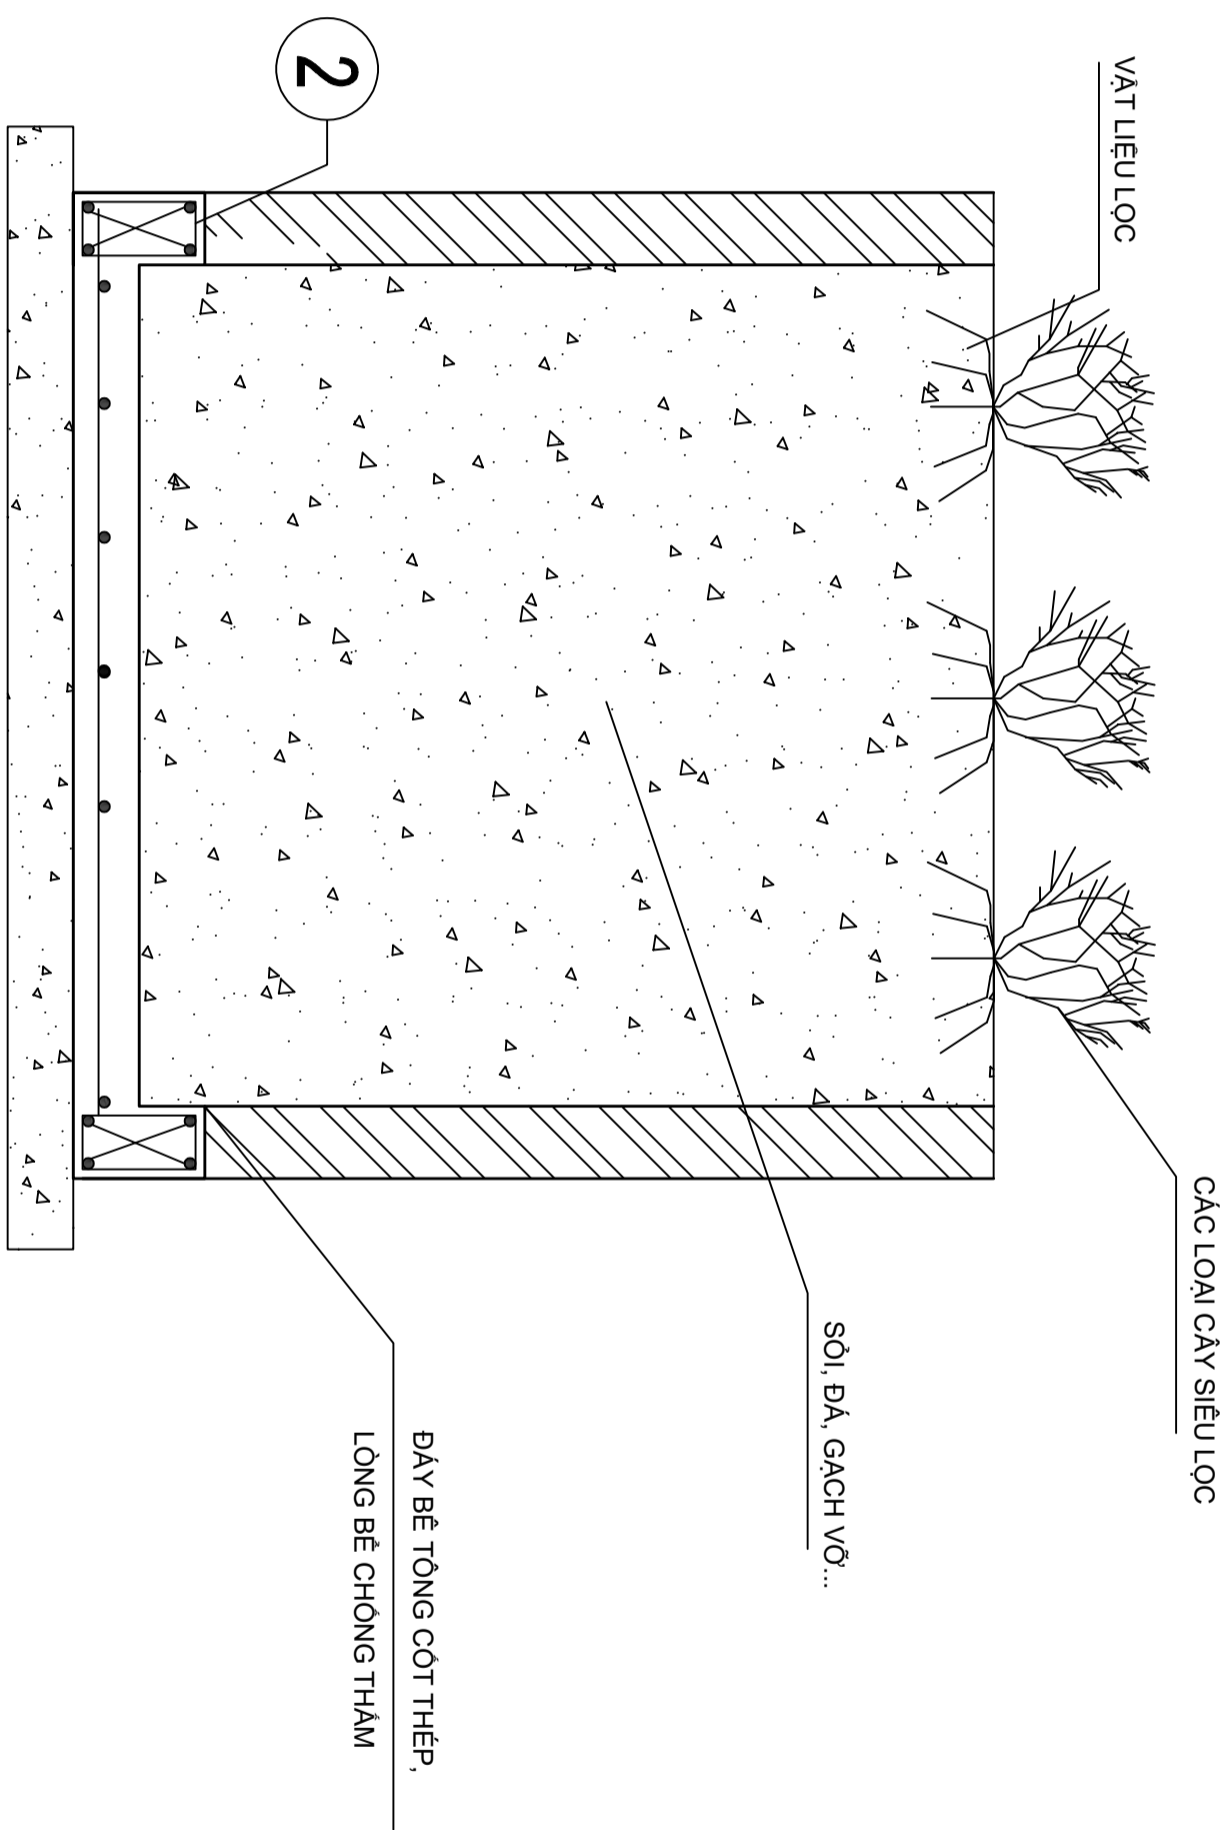 CÁC LOẠI CÂY SIÊU LỌC
VẬT LIỆU LỌC
SỎI, ĐÁ, GẠCH VỠ...
ĐÁY BÊ TÔNG CỐT THÉP,
LÒNG BỂ CHỐNG THẤM
2